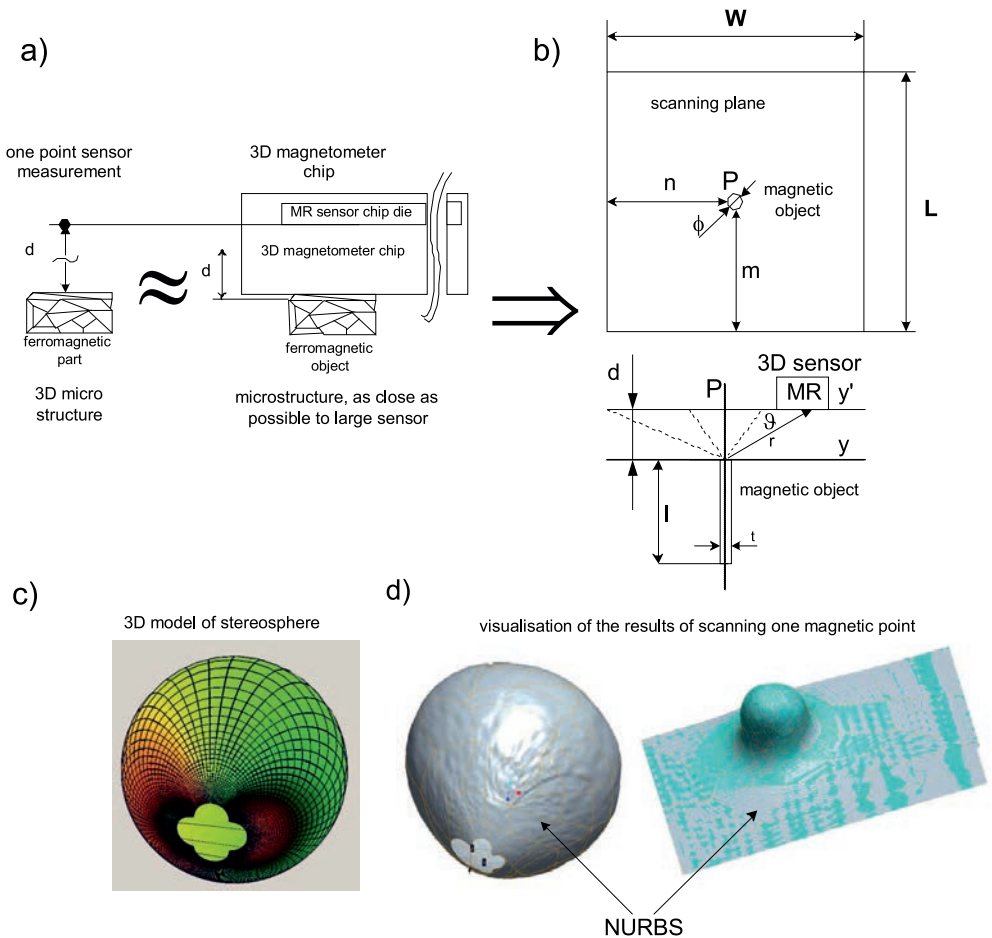 a)
one point sensor
measurement
d
ferromagnetic
part
3D micro
structure
≈
3D magnetometer
chip
MR sensor chip die
3D magnetometer chip
d
ferromagnetic
object
microstructure, as close as
possible to large sensor
b)
W
scanning plane
n
P
magnetic
object
L
ϕ
m
3D sensor
d
P
MR
y'
ϑ
r
y
magnetic object
l
t
c)
3D model of stereosphere
d)
visualisation of the results of scanning one magnetic point
NURBS